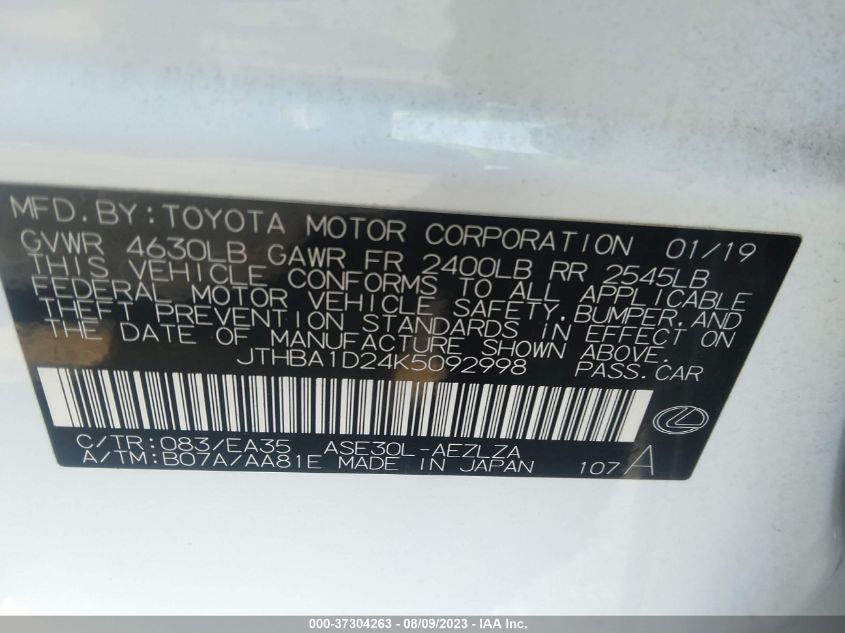 MFD.BY:TOYOTA MOTOR CORPORATION 01/19
GVWR 4630LB GAWR FR 2400LB RR 2545LB
THIS VEHICLE CONFORMS TO ALL APPLICABLE
FEDERAL MOTOR VEHICLE SAFETY,BUMPER,AND
THEFT PREVENTION STANDARDS IN EFFECT ON
THE DATE OF MANUFACTURE SHOWN ABOVE.
JTHBA1D24K5092998 PASS.CAR
C/TR:083/EA35 ASE30L-AEZLZA
A/TM:B07A/AA81E MADE IN JAPAN 107 A
000-37304263 - 08/09/2023 - IAA Inc.